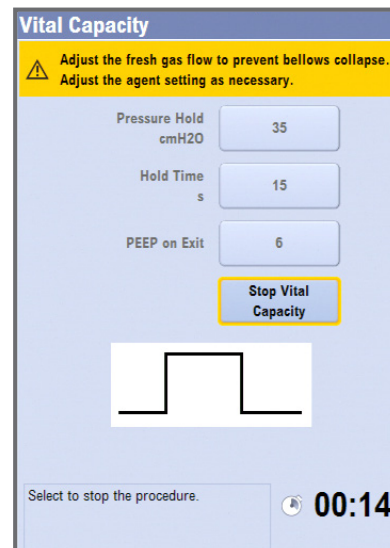 Vital Capacity
Adjust the fresh gas flow to prevent bellows collapse.
Adjust the agent setting as necessary.
Pressure Hold
cmH2O
35
Hold Time
s
15
PEEP on Exit
6
Stop Vital
Capacity
Select to stop the procedure.
00:14